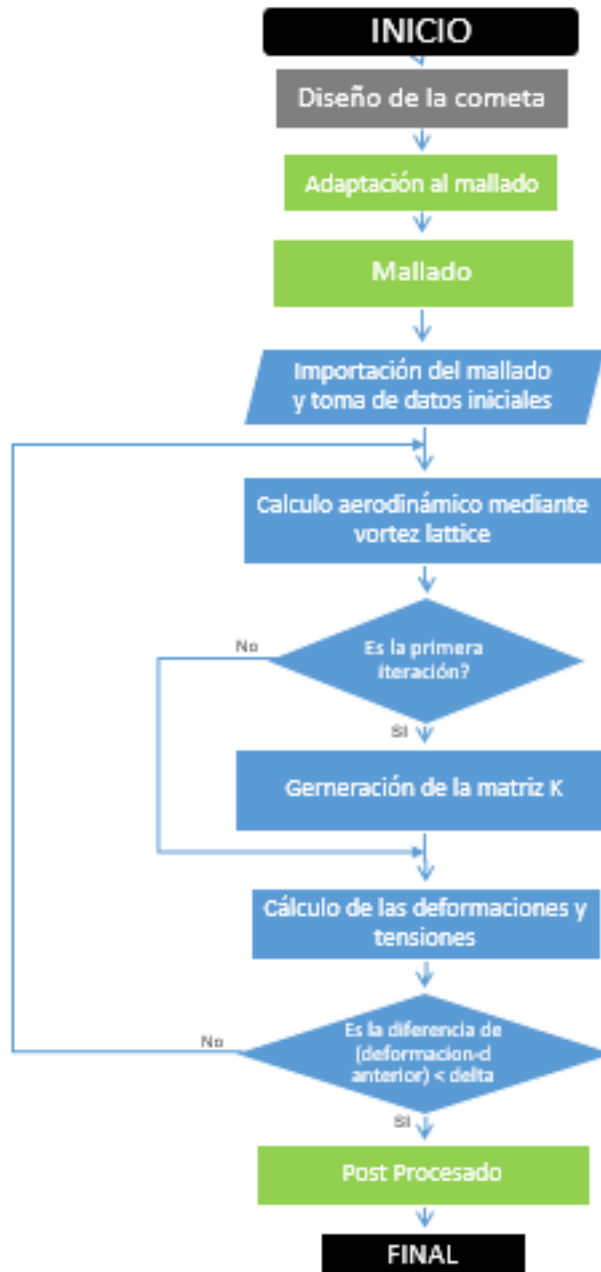 INICIO
Diseño de la cometa
Adaptación al mallado
Mallado
Importación del mallado
y toma de datos iniciales
Calculo aerodinámico mediante
vortez lattice
No
Es la primera
iteración?
SI
Gerneración de la matriz K
Cálculo de las deformaciones y
tensiones
No
Es la diferencia de
(deformacion-d
anterior) < delta
SI
Post Procesado
FINAL